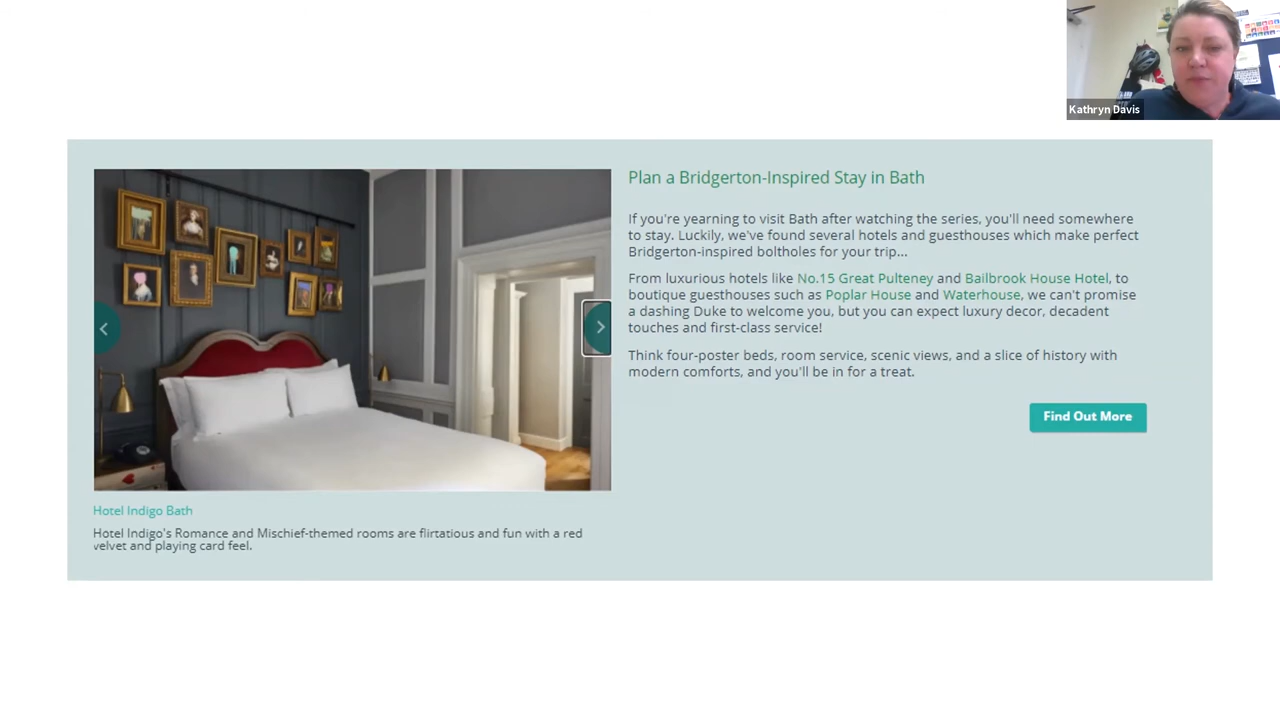 Kathryn Davis
Plan a Bridgerton-Inspired Stay in Bath
If you're yearning to visit Bath after watching the series, you'll need somewhere
to stay. Luckily, we've found several hotels and guesthouses which make perfect
Bridgerton-inspired boltholes for your trip...
From luxurious hotels like No.15 Great Pulteney and Bailbrook House Hotel, to
boutique guesthouses such as Poplar House and Waterhouse, we can't promise
a dashing Duke to welcome you, but you can expect luxury decor, decadent
touches and first-class service!
Think four-poster beds, room service, scenic views, and a slice of history with
modern comforts, and you'll be in for a treat.
Find Out More
Hotel Indigo Bath
Hotel Indigo's Romance and Mischief-themed rooms are flirtatious and fun with a red
velvet and playing card feel.